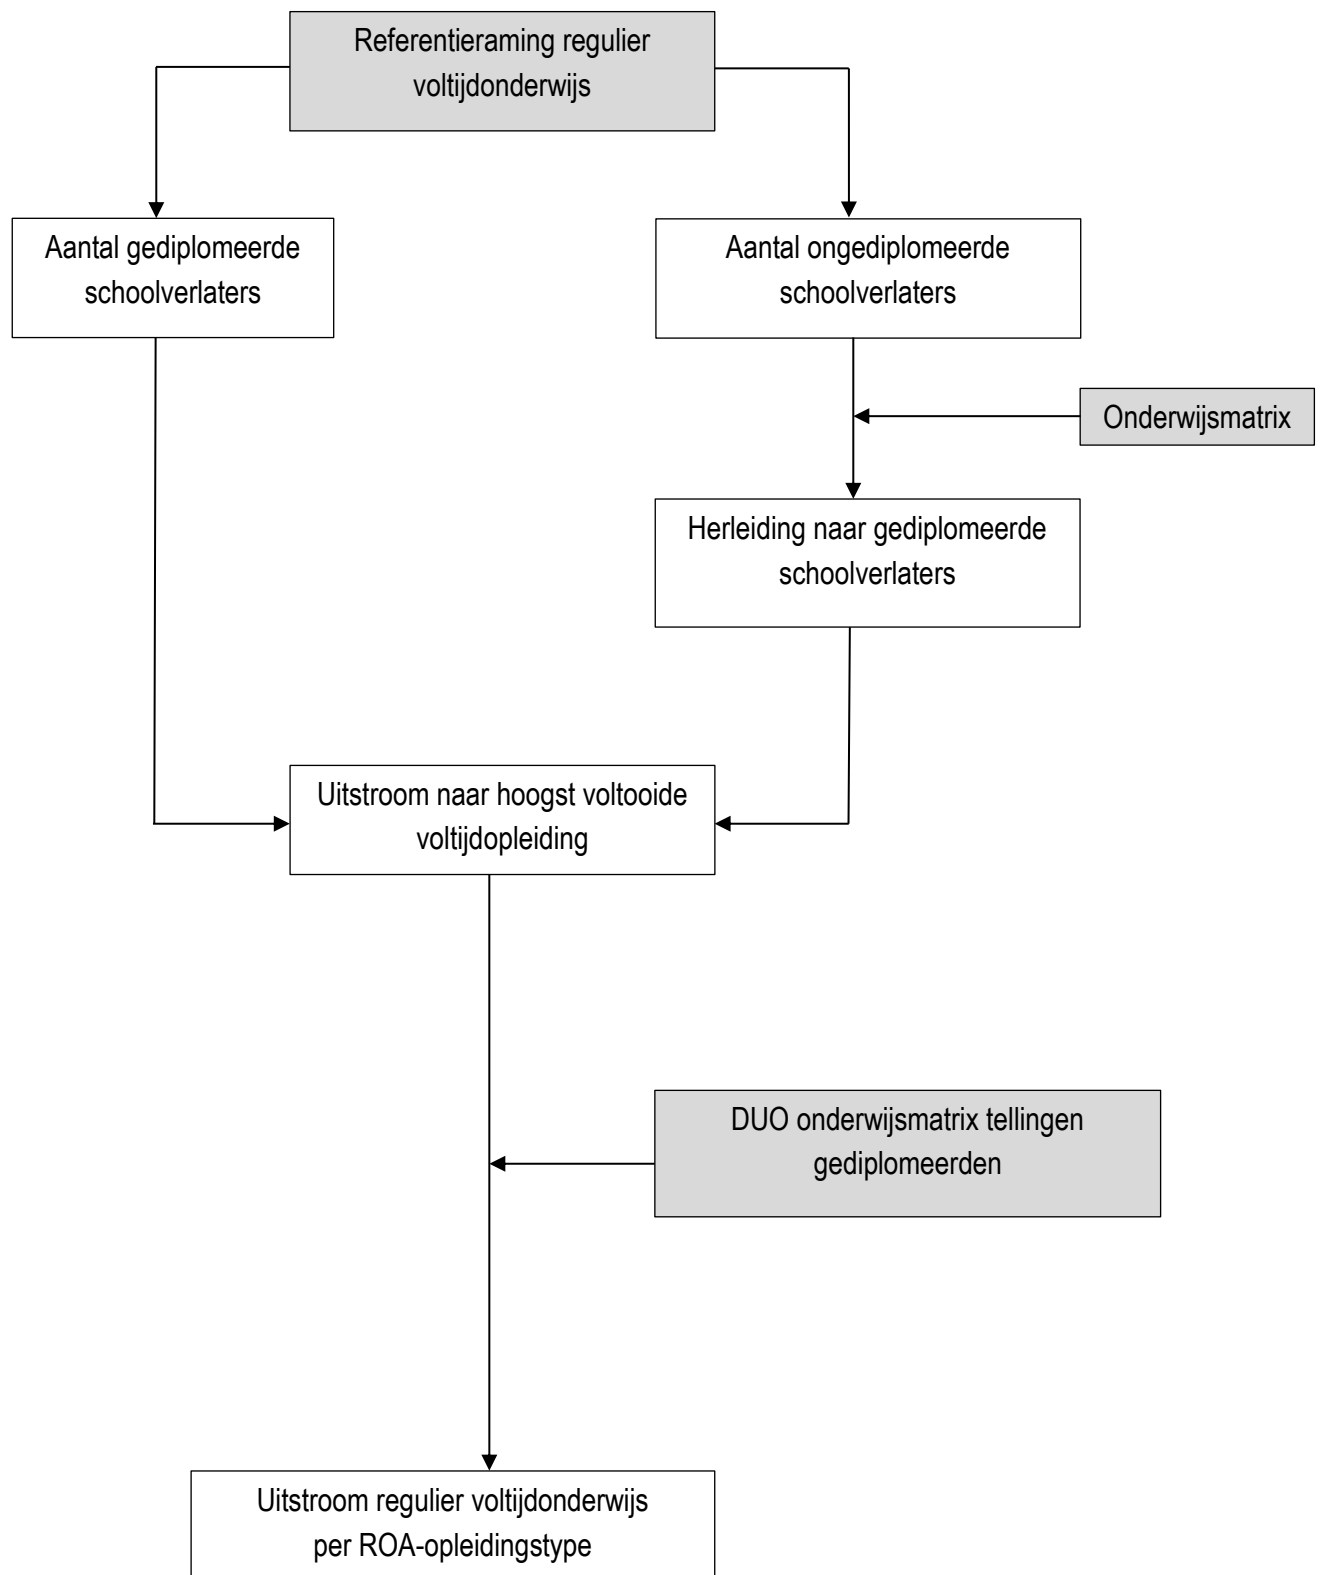 Referentieraming regulier
voltijdonderwijs
Aantal gediplomeerde
schoolverlaters
Aantal ongediplomeerde
schoolverlaters
Onderwijsmatrix
Herleiding naar gediplomeerde
schoolverlaters
Uitstroom naar hoogst voltooide
voltijdopleiding
DUO onderwijsmatrix tellingen
gediplomeerden
Uitstroom regulier voltijdonderwijs
per ROA-opleidingstype